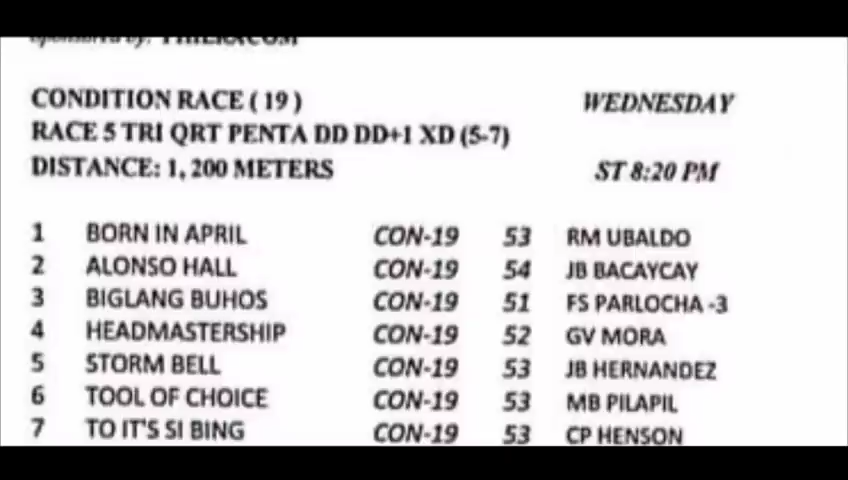 sponsored by: PHILRACOM
CONDITION RACE ( 19 ) WEDNESDAY
RACE 5 TRI QRT PENTA DD DD+1 XD (5-7)
DISTANCE: 1, 200 METERS ST 8:20 PM
1 BORN IN APRIL CON-19 53 RM UBALDO
2 ALONSO HALL CON-19 54 JB BACAYCAY
3 BIGLANG BUHOS CON-19 51 FS PARLOCHA -3
4 HEADMASTERSHIP CON-19 52 GV MORA
5 STORM BELL CON-19 53 JB HERNANDEZ
6 TOOL OF CHOICE CON-19 53 MB PILAPIL
7 TO IT'S SI BING CON-19 53 CP HENSON